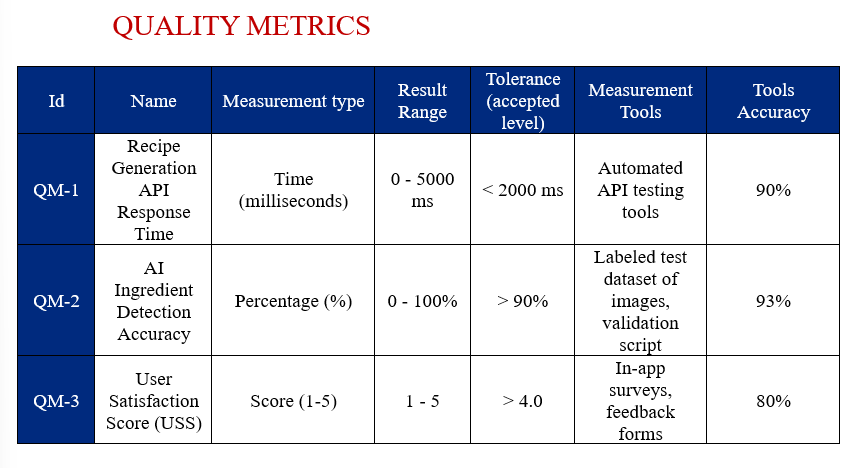 QUALITY METRICS
Id
Name
Measurement type
Result
Range
Tolerance
(accepted
level)
Measurement
Tools
Tools
Accuracy
QM-1
Recipe
Generation
API
Response
Time
Time
(milliseconds)
0 - 5000
ms
< 2000 ms
Automated
API testing
tools
90%
QM-2
AI
Ingredient
Detection
Accuracy
Percentage (%)
0 - 100%
> 90%
Labeled test
dataset of
images,
validation
script
93%
QM-3
User
Satisfaction
Score (USS)
Score (1-5)
1 - 5
> 4.0
In-app
surveys,
feedback
forms
80%